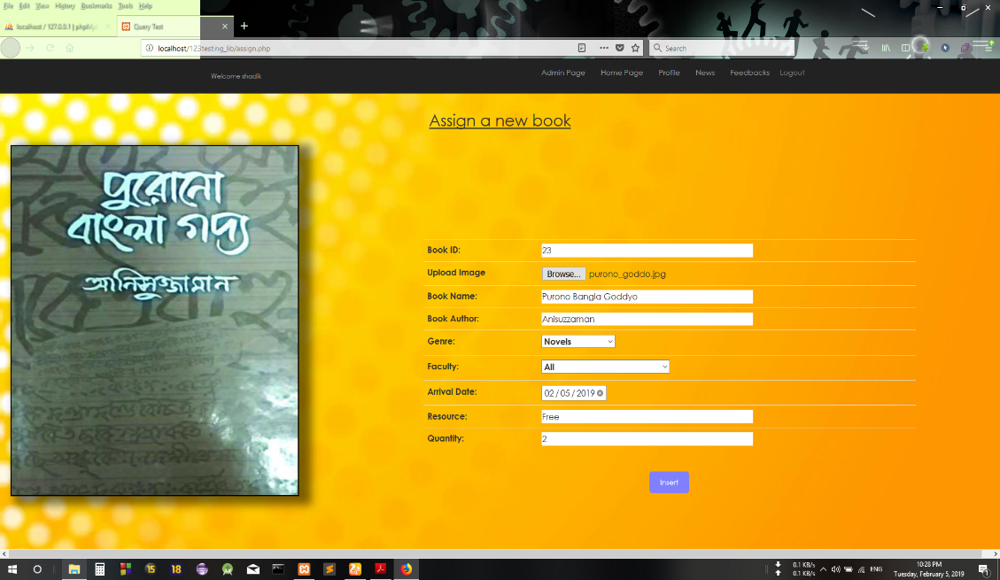 File Edit View History Bookmarks Tools Help
localhost / 127.0.0.1 | phpMy
Query Test
localhost/123testing_lib/assign.php
Search
Welcome shadik
Admin Page Home Page Profile News Feedbacks Logout
Assign a new book
পুরোনো
বাংলা গদ্য
আনিসুজ্জামান
Book ID: 23
Upload Image Browse... purono_goddo.jpg
Book Name: Purono Bangla Goddyo
Book Author: Anisuzzaman
Genre: Novels
Faculty: All
Arrival Date: 02 / 05 / 2019
Resource: Free
Quantity: 2
Insert
15
18
0.1 KB/s
0.1 KB/s
ENG
10:28 PM
Tuesday, February 5, 2019
1